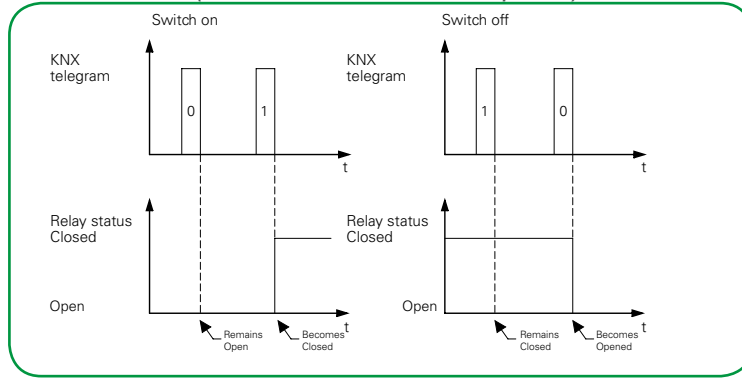 Switch on
KNX
telegram
0
1
t
Relay status
Closed
Open
t
Remains
Open
Becomes
Closed
Switch off
KNX
telegram
1
0
t
Relay status
Closed
Open
t
Remains
Closed
Becomes
Opened